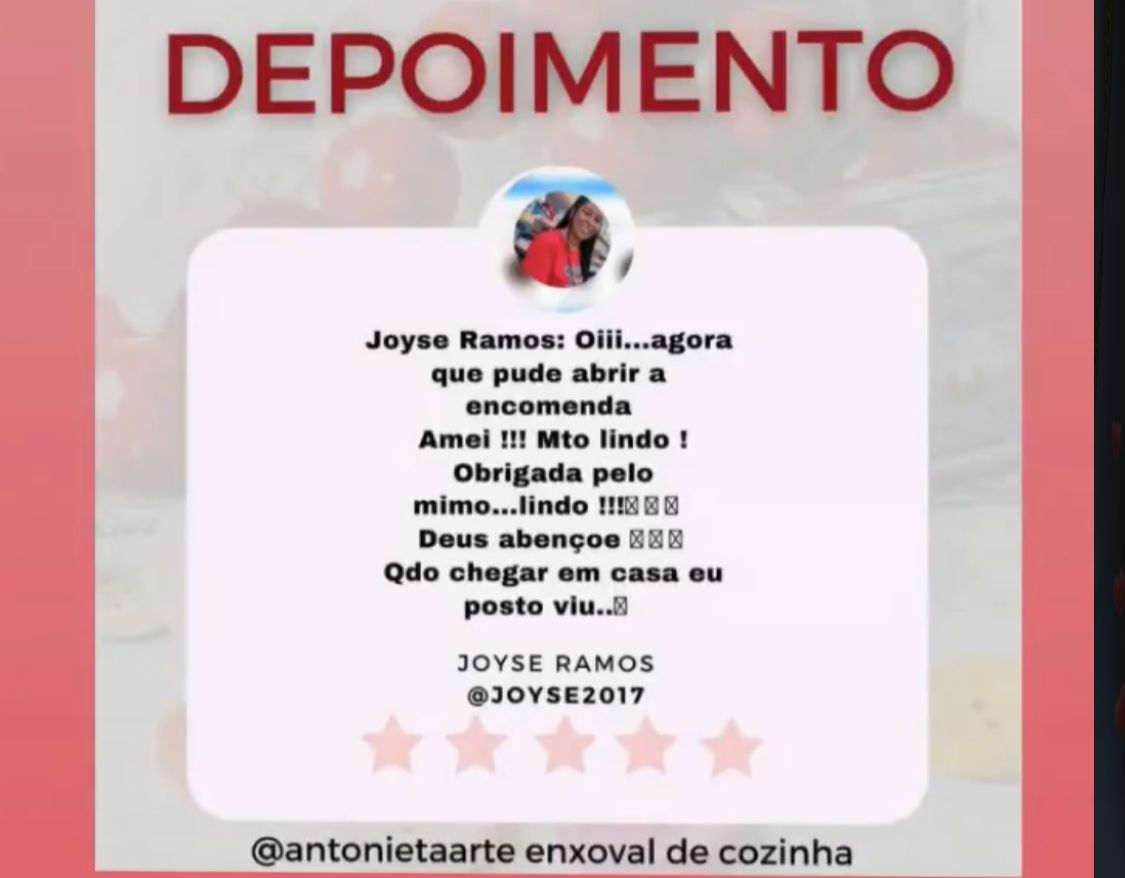 DEPOIMENTO
Joyse Ramos: Oiii...agora
que pude abrir a
encomenda
Amei !!! Mto lindo !
Obrigada pelo
mimo...lindo !!!
Deus abençoe
Qdo chegar em casa eu
posto viu..
JOYSE RAMOS
@JOYSE2017
@antonietaarte enxoval de cozinha